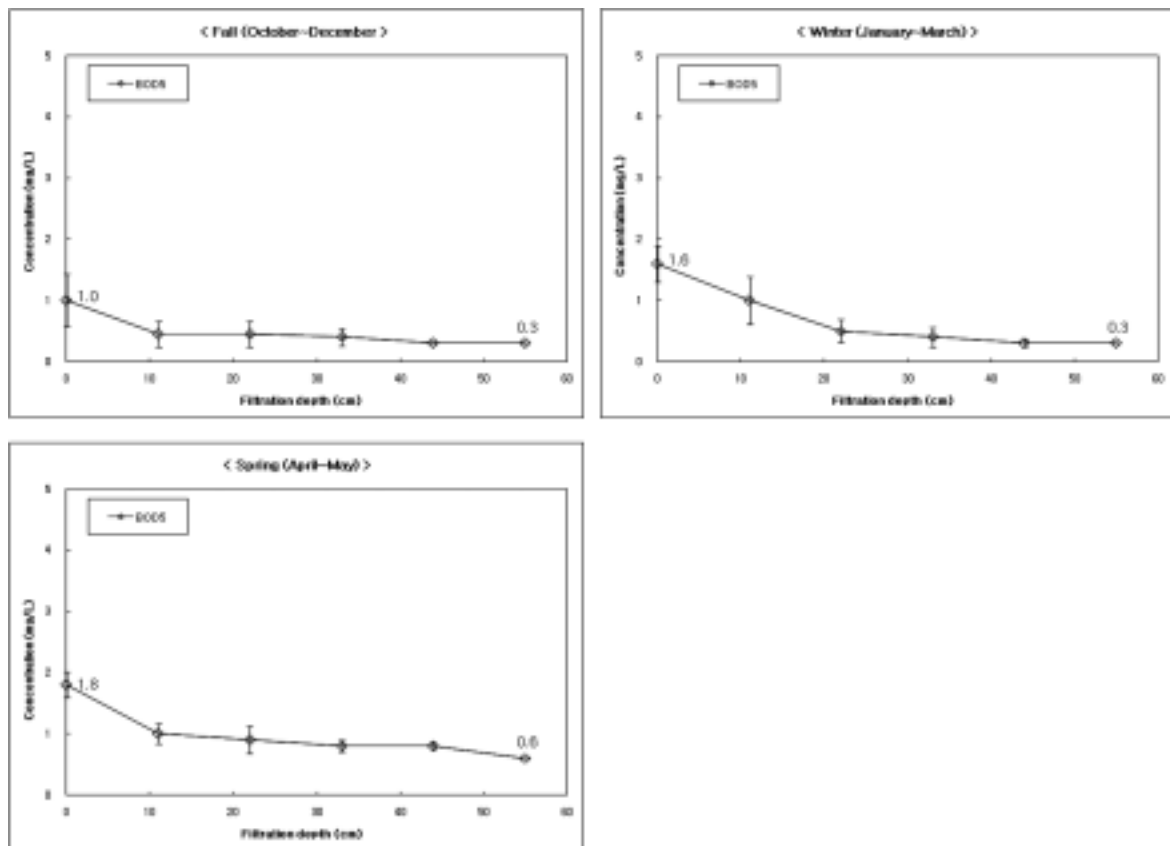 < Fall (October~December >
5
4
3
2
1
0
BOD5
1.0
0.3
0 10 20 30 40 50 60
Concentration (mg/L)
Filtration depth (cm)
< Winter (January~March) >
5
4
3
2
1
0
BOD5
1.6
0.3
0 10 20 30 40 50 60
Concentration (mg/L)
Filtration depth (cm)
< Spring (April~May) >
5
4
3
2
1
0
BOD5
1.8
0.6
0 10 20 30 40 50 60
Concentration (mg/L)
Filtration depth (cm)